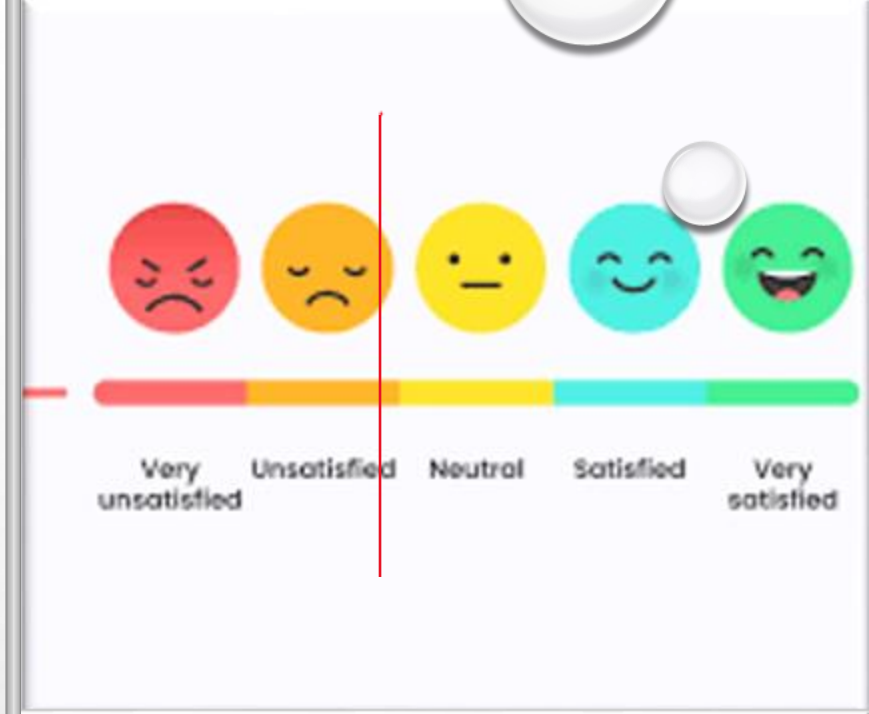 Very
unsatisfied
Unsatisfied
Neutral
Satisfied
Very
satisfied